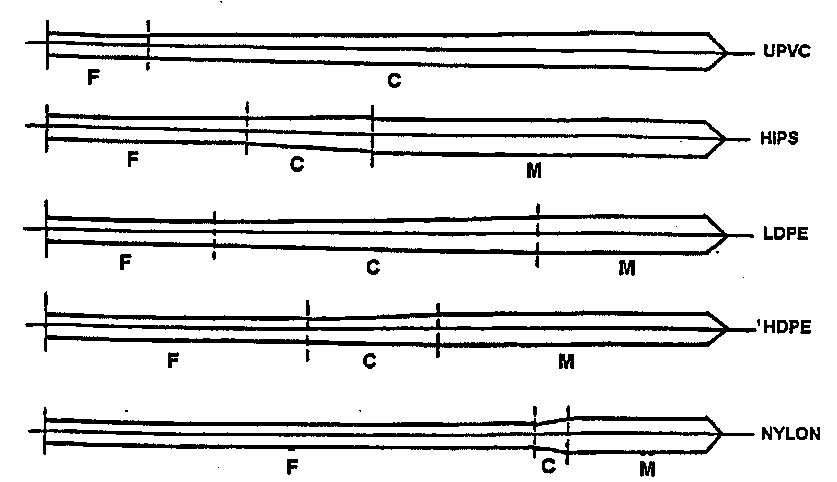 UPVC
F C
HIPS
F C M
LDPE
F C M
HDPE
F C M
NYLON
F C M